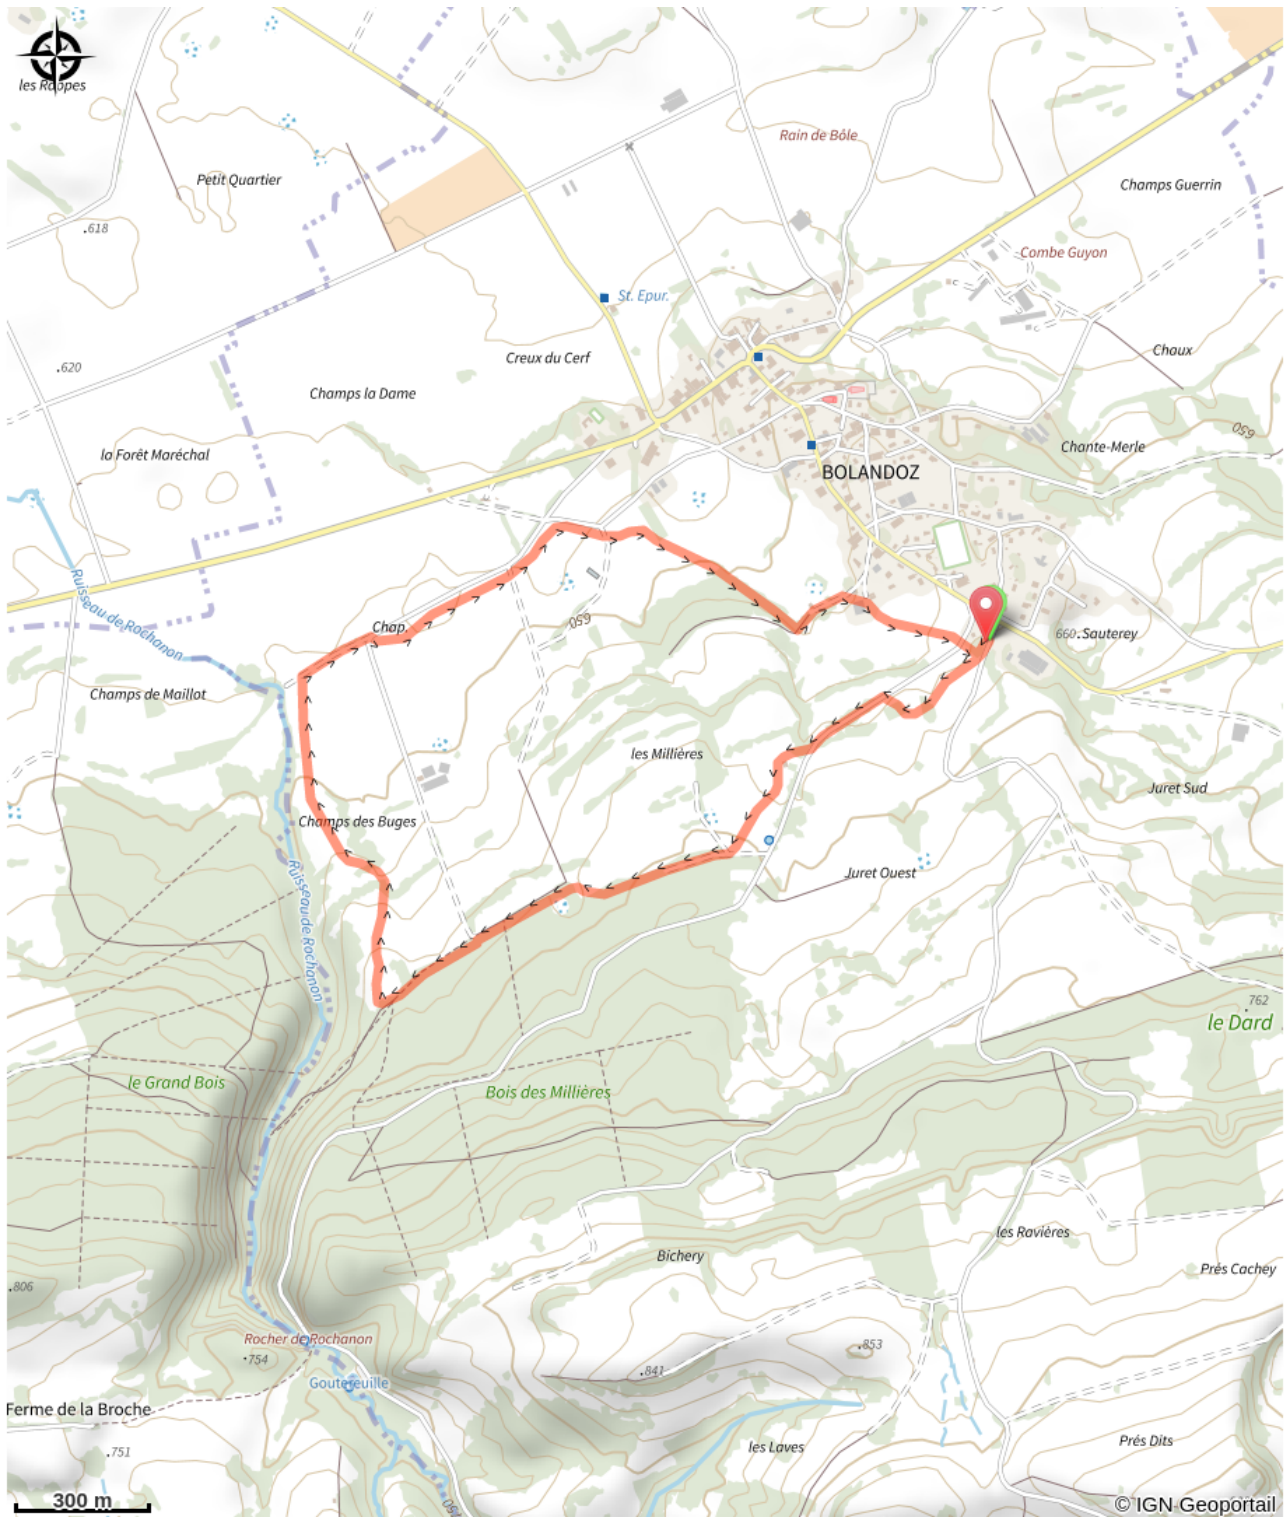 les Rappes
Rain de Bôle
Petit Quartier
Champs Guerrin
.618
Combe Guyon
St. Epur.
Creux du Cerf
Chaux
.620
Champs la Dame
650
la Forêt Maréchal
Chante-Merle
BOLANDOZ
Ruisseau de Rochanon
650
Chap.
660.Sauterey
Champs de Maillot
les Millières
Juret Sud
Champs des Buges
Juret Ouest
Ruisseau de Rochanon
762
le Dard
le Grand Bois
Bois des Millières
les Ravières
Bichery
Prés Cachey
.806
Rocher de Rochanon
.754
.853
.841
Goutereuille
Ferme de la Broche
les Laves
Prés Dits
.751
300 m
© IGN Geoportail